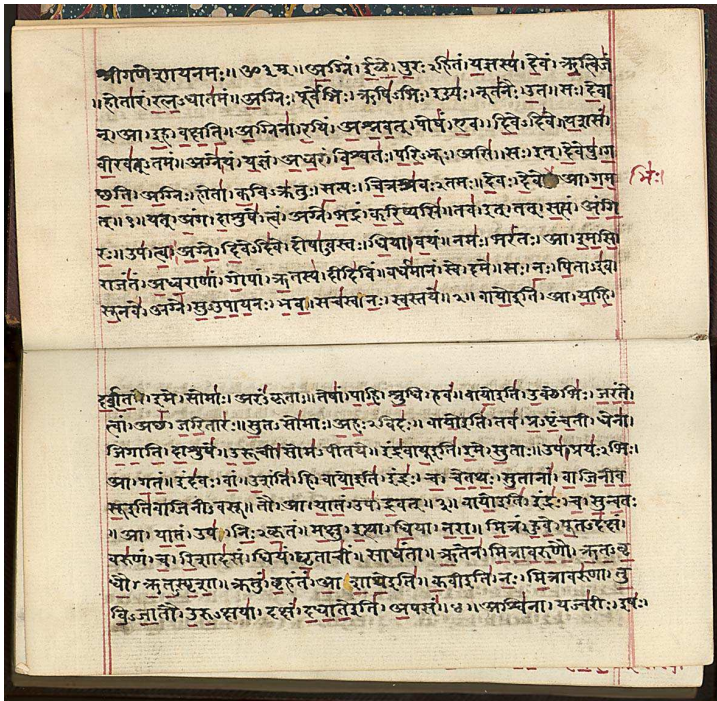 श्रीगणेशायनमः॥ ॐ३म्॥ अग्निं। ईळे। पुरःऽहितं। यज्ञस्य। देवं। ऋत्विजं
॥होतारं। रत्नऽधातमं॥ अग्निः। पूर्वेभिः। ऋषिऽभिः। ईड्यः। नूतनैः। उत। सः। देवा
न्। आ। इह। वक्षति॥ अग्निना। रयिं। अश्नवत्। पोषं। एव। दिवेऽदिवे। यशसं
वीरवत्ऽतमं॥ अग्ने। यं। यज्ञं। अध्वरं। विश्वतः। परिऽभूः। असि। सः। इत्। देवेषु। ग
च्छति। अग्निः। होता। कविऽक्रतुः। सत्यः। चित्रश्रवःऽतमः। देवः। देवे आ। गम
भिः।
त्॥१॥ यत्। अंग। दाशुषे। त्वं। अग्ने। भद्रं। करिष्यसि। तव। इत्। तत्। सत्यं। अंगि
रः॥ उप। त्वा। अग्ने। दिवेऽदिवे। दोषाऽवस्तः। धिया। वयं। नमः। भरंतः। आ। इमसि।
राजंतं। अध्वराणां। गोपां। ऋतस्य। दीदिविं। वर्धमानं। स्वे। दमे॥ सः। नः। पिताऽइव
सूनवे। अग्ने। सुऽउपायनः। भव। सचस्व। नः। स्वस्तये॥२॥ वायोइति। आ। याहि।
दर्शत। इमे। सोमाः। अरंऽकृताः। तेषां। पाहि। श्रुधि। हवं॥ वायोइति। उक्थेभिः। जरंते।
त्वां। अच्छ। जरितारः। सुतऽसोमाः। अहःऽविदः॥ वायोइति। तव। प्रऽपृंचती। धेना।
जिगाति। दाशुषे। उरूची। सोमऽपीतये॥ इंद्रवायूइति। इमे। सुताः। उप। प्रयःऽभिः।
आ। गतं। इंदवः। वां। उशंति। हि॥ वायोइति। इंद्रः। च। चेतथः। सुतानां। वाजिनीव
सूइतिवाजिनीऽवसू। तौ। आ। यातं। उप। द्रवत्॥३॥ वायोइति। इंद्रः। च। सुन्वतः
॥ आ। यातं। उप। निःऽकृतं। मक्षु। इत्था। धिया। नरा॥ मित्रं। हुवे। पूतऽदक्षं।
वरुणं। च। रिशादसं। धियं। घृताचीं। साधंता॥ ऋतेन। मित्रावरुणौ। ऋतऽवृ
धौ। ऋतऽस्पृशा। क्रतुं। बृहंतं। आशाथेइति॥ कवीइति। नः। मित्रावरुणा। तु
विऽजातौ। उरुऽक्षया। दक्षं। दधातेइति। अपसं॥४॥ अश्विना। यज्वरीः। इषः।